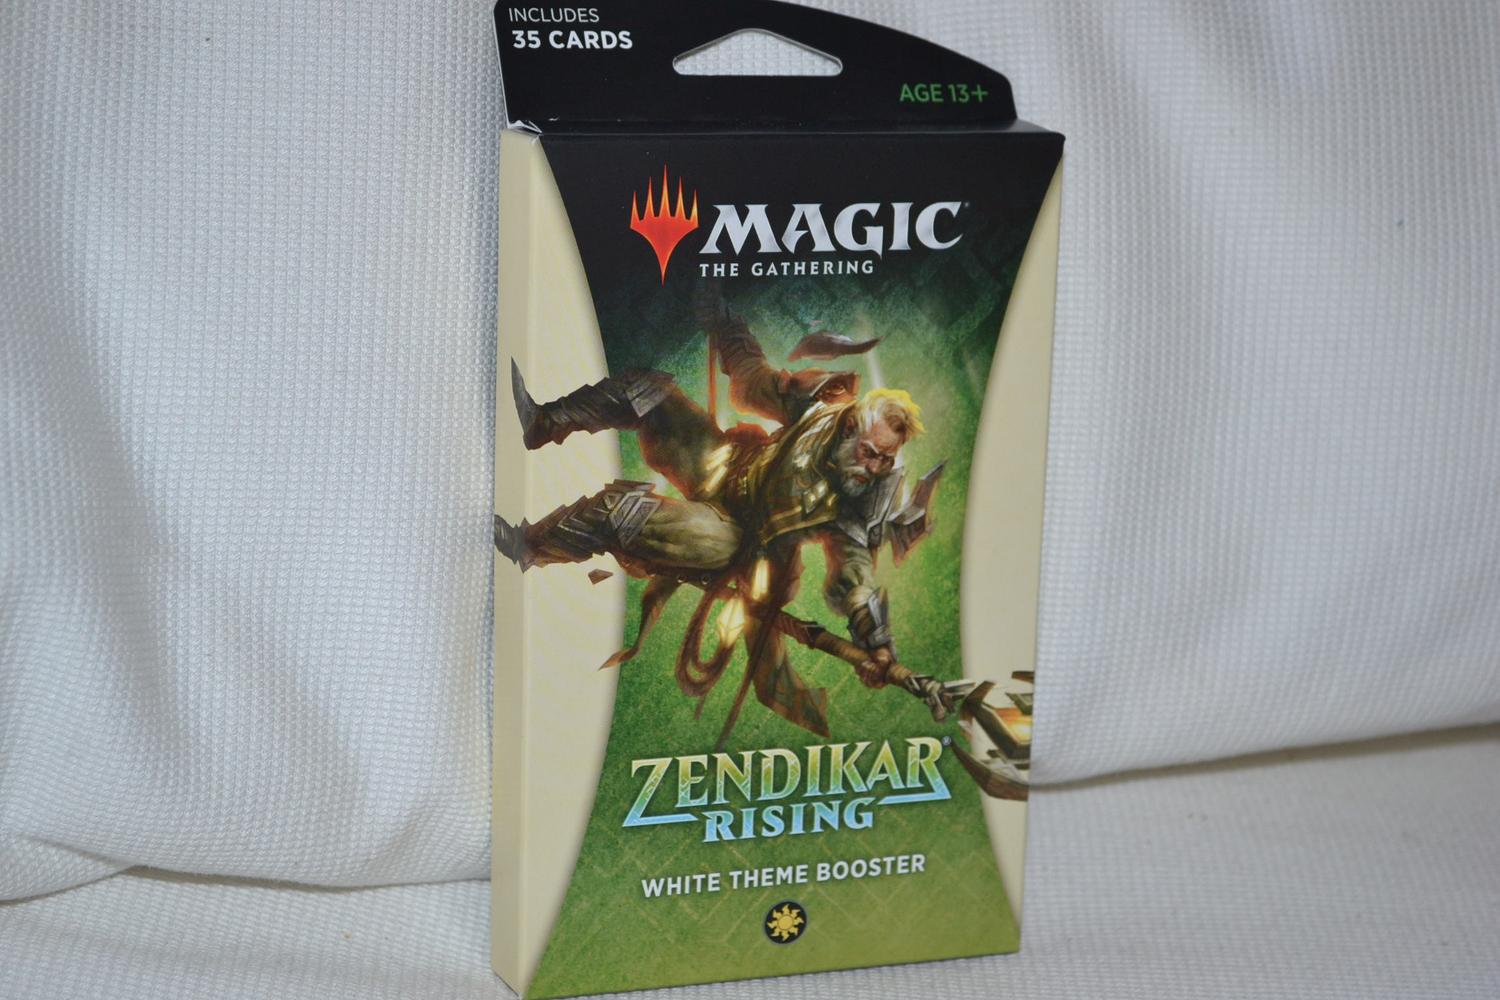 INCLUDES
35 CARDS
AGE 13+
MAGIC
THE GATHERING
ZENDIKAR®
RISING
WHITE THEME BOOSTER